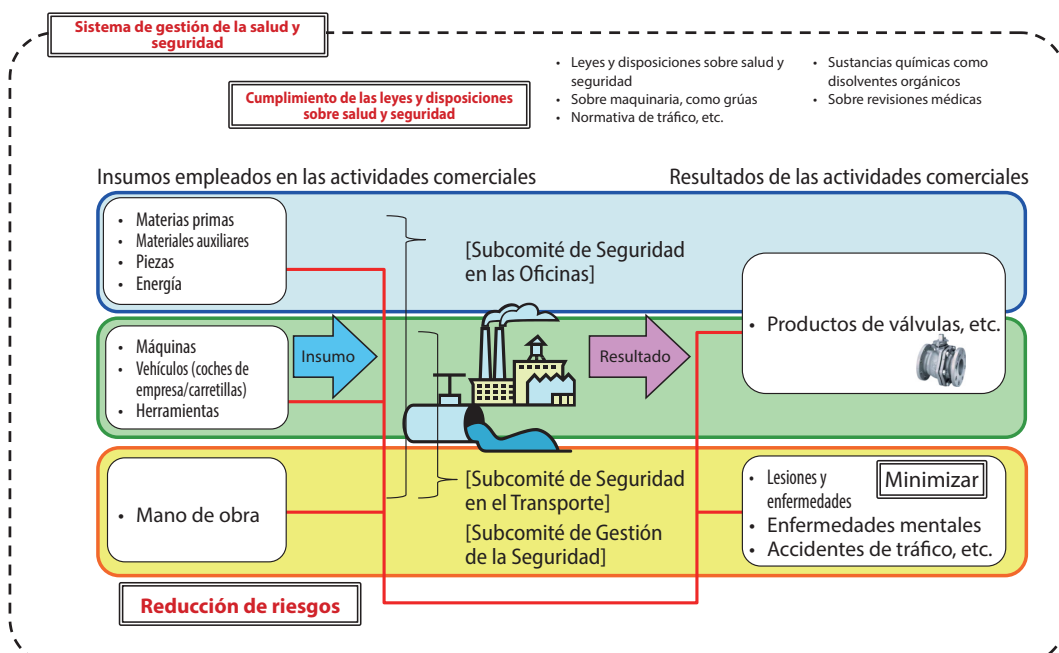 Sistema de gestión de la salud y
seguridad
Cumplimiento de las leyes y disposiciones
sobre salud y seguridad
• Leyes y disposiciones sobre salud y
seguridad
• Sobre maquinaria, como grúas
• Normativa de tráfico, etc.
• Sustancias químicas como
disolventes orgánicos
• Sobre revisiones médicas
Insumos empleados en las actividades comerciales
Resultados de las actividades comerciales
• Materias primas
• Materiales auxiliares
• Piezas
• Energía
[Subcomité de Seguridad
en las Oficinas]
• Productos de válvulas, etc.
• Máquinas
• Vehículos (coches de
empresa/carretillas)
• Herramientas
Insumo
Resultado
• Mano de obra
[Subcomité de Seguridad
en el Transporte]
[Subcomité de Gestión
de la Seguridad]
• Lesiones y
enfermedades
Minimizar
• Enfermedades mentales
• Accidentes de tráfico, etc.
Reducción de riesgos